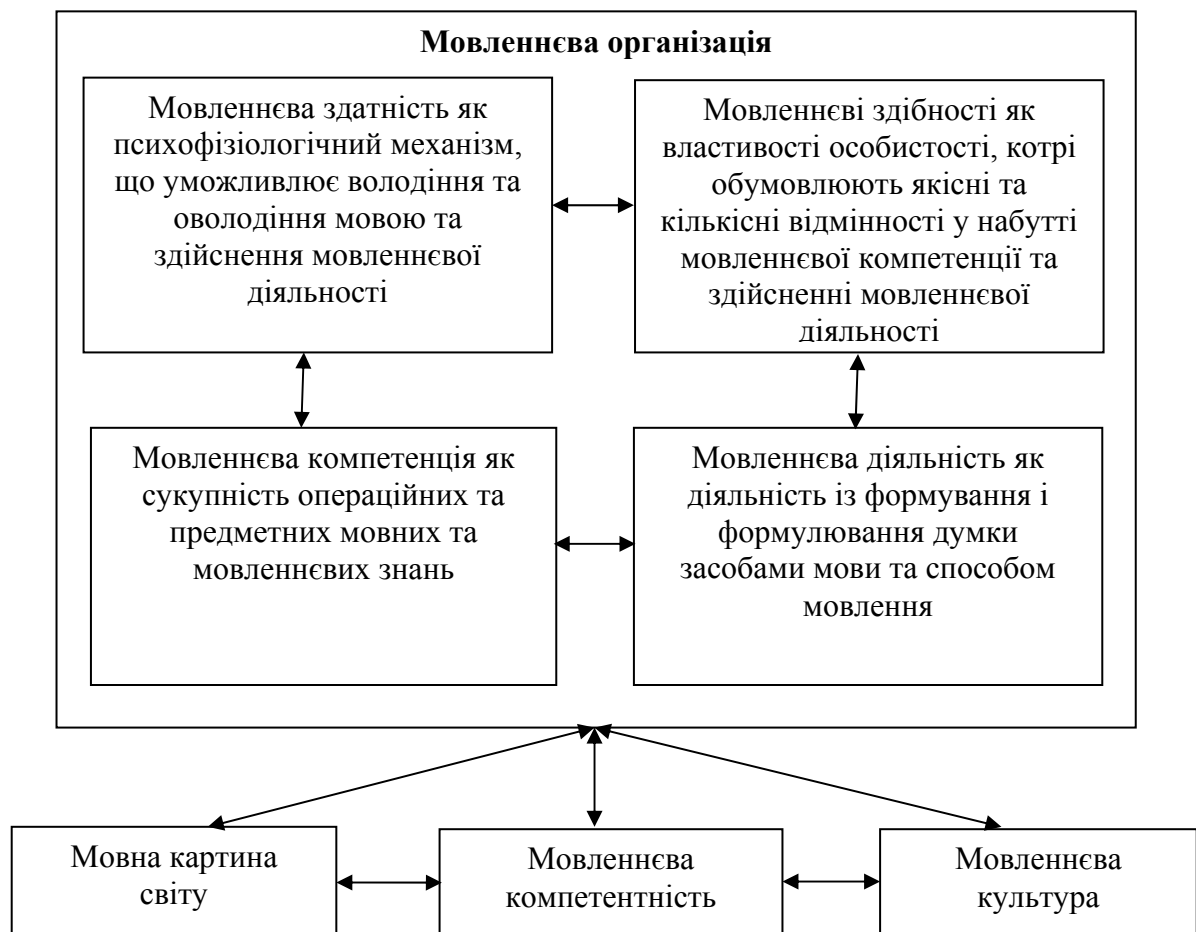 Мовленнєва організація
Мовленнєва здатність як
психофізіологічний механізм,
що уможливлює володіння та
оволодіння мовою та
здійснення мовленнєвої
діяльності
Мовленнєві здібності як
властивості особистості, котрі
обумовлюють якісні та
кількісні відмінності у набутті
мовленнєвої компетенції та
здійсненні мовленнєвої
діяльності
Мовленнєва компетенція як
сукупність операційних та
предметних мовних та
мовленнєвих знань
Мовленнєва діяльність як
діяльність із формування і
формулювання думки
засобами мови та способом
мовлення
Мовна картина
світу
Мовленнєва
компетентність
Мовленнєва
культура